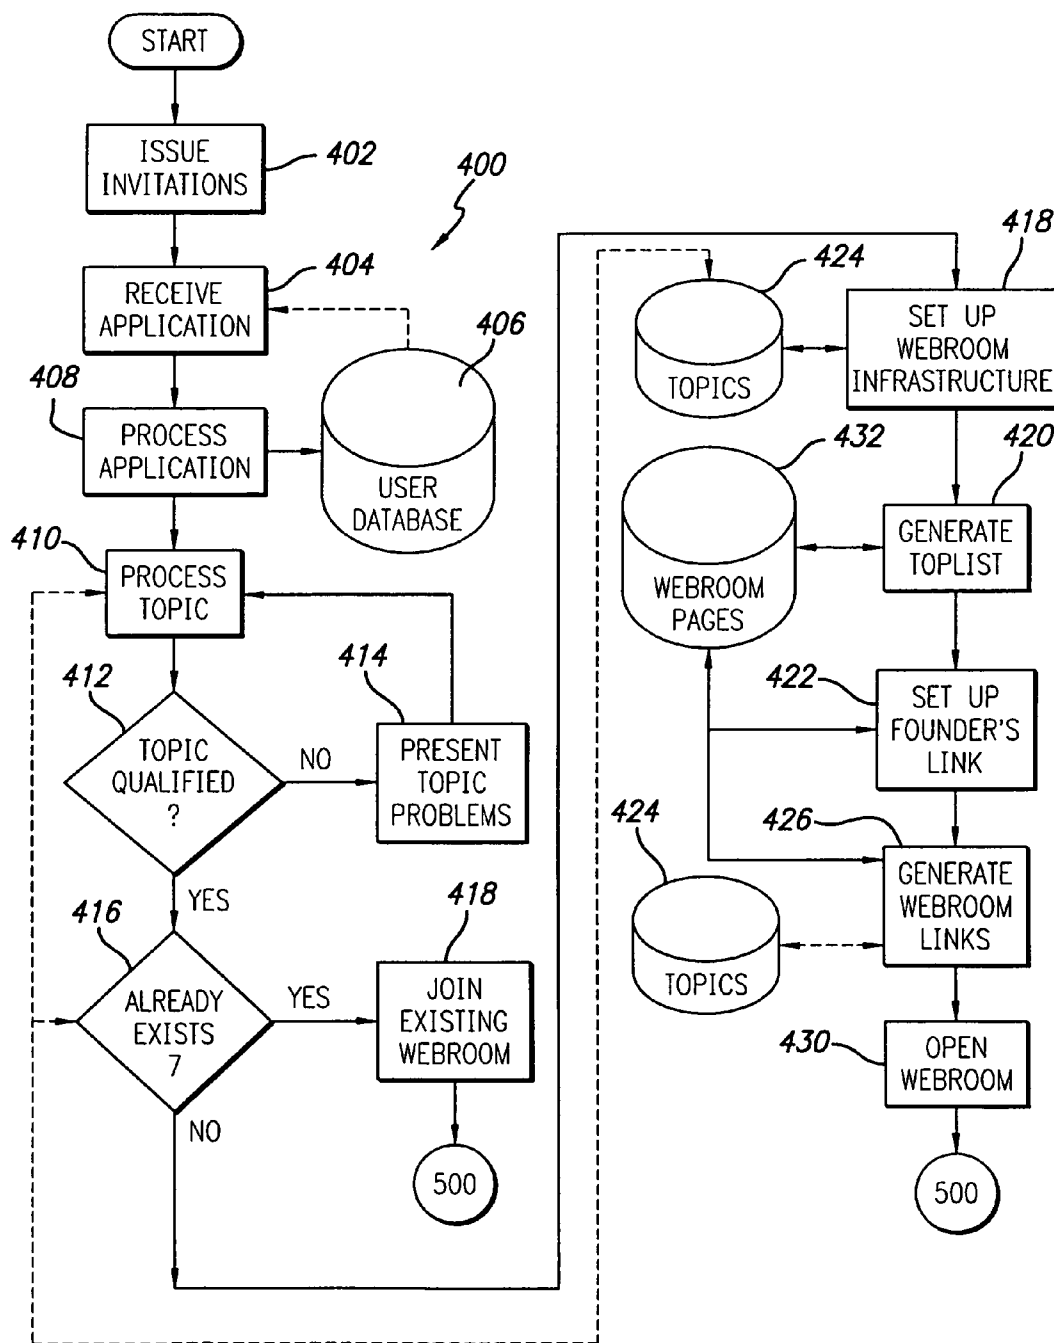 START
ISSUE
INVITATIONS
402
400
RECEIVE
APPLICATION
404
406
408
PROCESS
APPLICATION
USER
DATABASE
410
PROCESS
TOPIC
412
TOPIC
QUALIFIED
?
NO
414
PRESENT
TOPIC
PROBLEMS
YES
416
ALREADY
EXISTS
7
YES
418
JOIN
EXISTING
WEBROOM
NO
500
418
SET UP
WEBROOM
INFRASTRUCTURE
424
TOPICS
432
WEBROOM
PAGES
420
GENERATE
TOPLIST
422
SET UP
FOUNDER'S
LINK
426
GENERATE
WEBROOM
LINKS
424
TOPICS
430
OPEN
WEBROOM
500